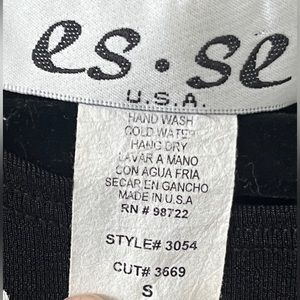 es.se
U.S.A.
HAND WASH
COLD WATER
HANG DRY
LAVAR A MANO
CON AGUA FRIA
SECAR EN GANCHO
MADE IN U.S.A
RN # 98722
STYLE# 3054
CUT# 3669
S